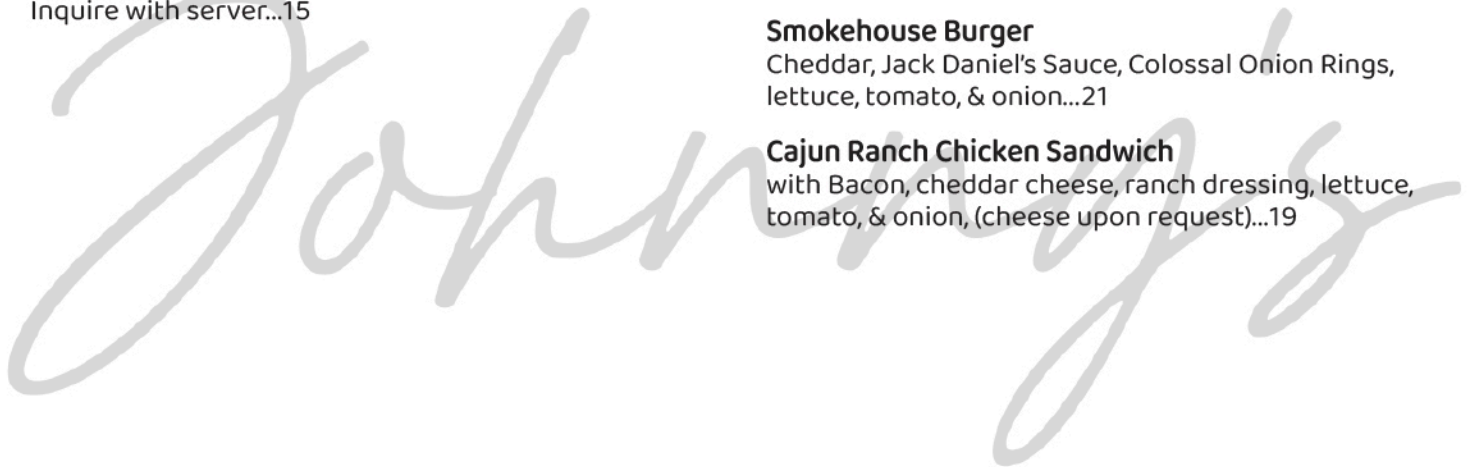 Inquire with server...15
Smokehouse Burger
Cheddar, Jack Daniel’s Sauce, Colossal Onion Rings,
lettuce, tomato, & onion...21
Cajun Ranch Chicken Sandwich
with Bacon, cheddar cheese, ranch dressing, lettuce,
tomato, & onion, (cheese upon request)...19
Johnny's